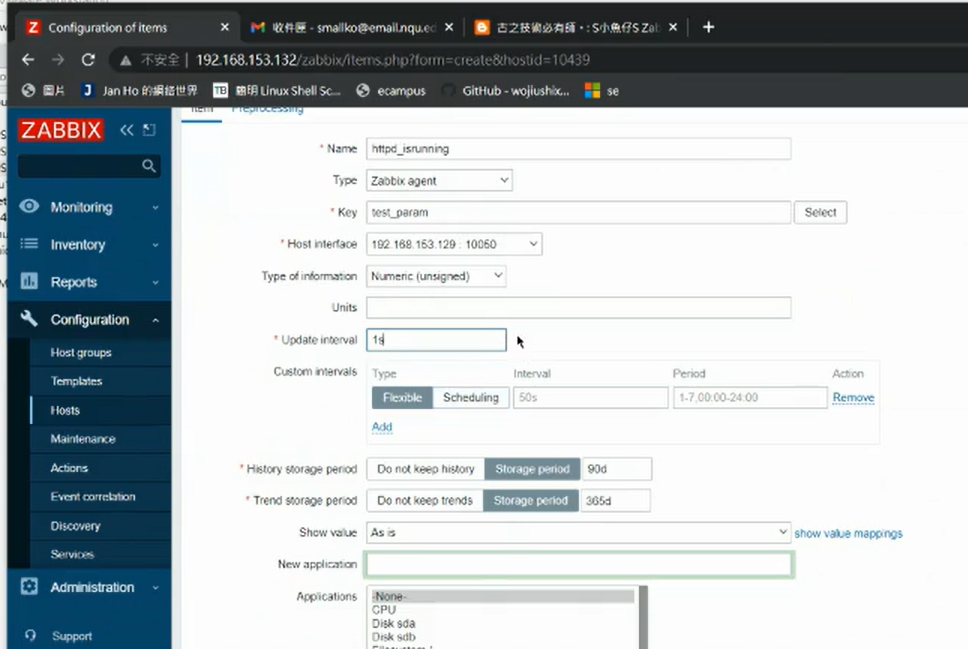 Configuration of items
收件匣 - smallko@email.nqu.ed
古之技術必有師。: S小魚仔S Zal
不安全 | 192.168.153.132/zabbix/items.php?form=create&hostid=10439
圖片
Jan Ho 的網絡世界
TB
簡明 Linux Shell Sc...
ecampus
GitHub - wojiushix...
se
ZABBIX
Monitoring
Inventory
Reports
Configuration
Host groups
Templates
Hosts
Maintenance
Actions
Event correlation
Discovery
Services
Administration
Support
Item Preprocessing
* Name httpd_isrunning
Type Zabbix agent
* Key test_param Select
* Host interface 192.168.153.129 : 10050
Type of information Numeric (unsigned)
Units
* Update interval 1s
Custom intervals Type Interval Period Action
Flexible Scheduling 50s 1-7,00:00-24:00 Remove
Add
* History storage period Do not keep history Storage period 90d
* Trend storage period Do not keep trends Storage period 365d
Show value As is show value mappings
New application
Applications -None-
CPU
Disk sda
Disk sdb